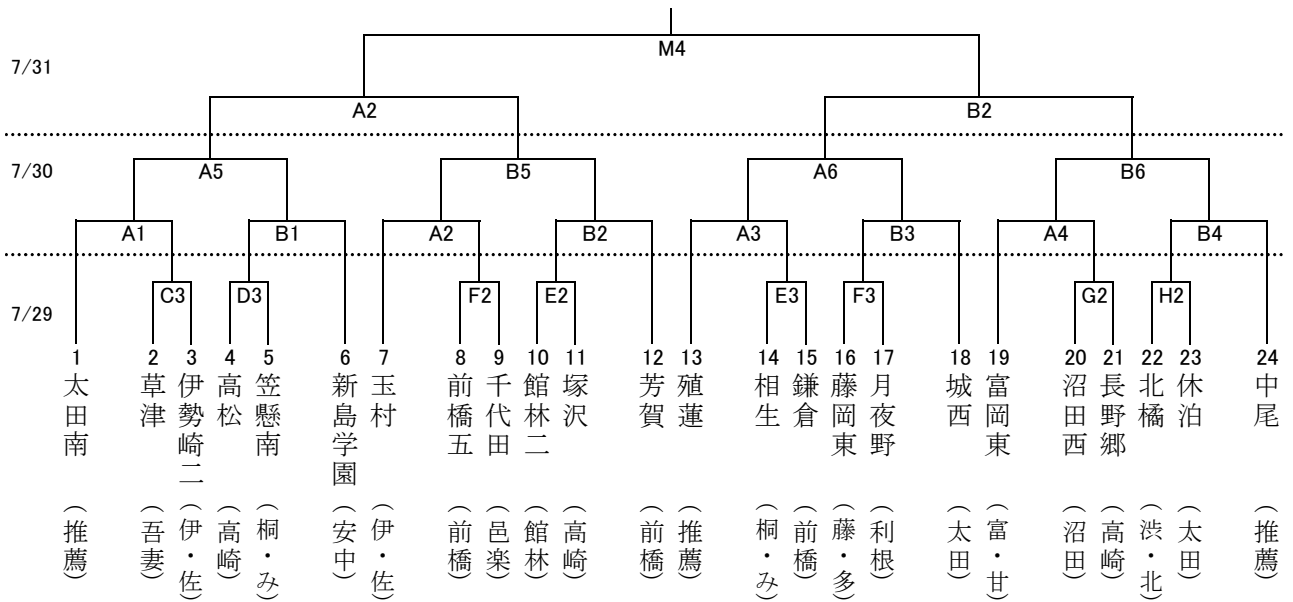 M4
7/31
A2 B2
7/30
A5 B5 A6 B6
A1 B1 A2 B2 A3 B3 A4 B4
7/29
C3 D3 F2 E2 E3 F3 G2 H2
1 2 3 4 5 6 7 8 9 10 11 12 13 14 15 16 17 18 19 20 21 22 23 24
太田南(推薦)
草津(吾妻)
伊勢崎二(伊・佐)
高松(高崎)
笠懸南(桐・み)
新島学園(安中)
玉村(伊・佐)
前橋五(前橋)
千代田(邑楽)
館林二(館林)
塚沢(高崎)
芳賀(前橋)
殖蓮(推薦)
相生(桐・み)
鎌倉(前橋)
藤岡東(藤・多)
月夜野(利根)
城西(太田)
富岡東(富・甘)
沼田西(沼田)
長野郷(高崎)
北橘(渋・北)
休泊(太田)
中尾(推薦)